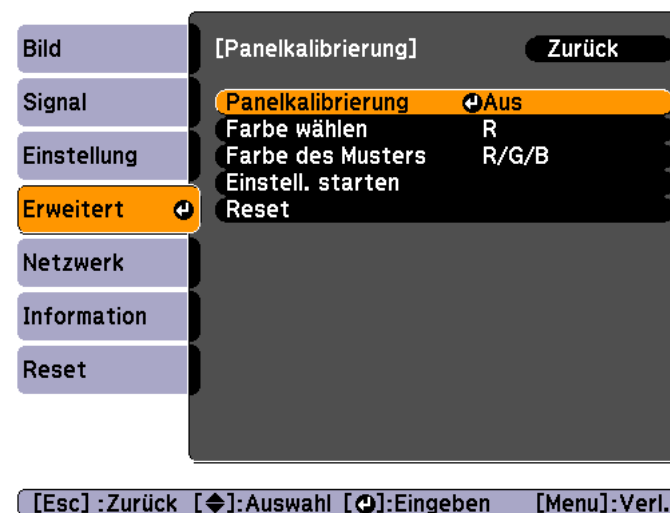 Bild
Signal
Einstellung
Erweitert
Netzwerk
Information
Reset
[Panelkalibrierung] Zurück
Panelkalibrierung Aus
Farbe wählen R
Farbe des Musters R/G/B
Einstell. starten
Reset
[Esc] :Zurück [◆]:Auswahl [⏎]:Eingeben [Menu]:Verl.